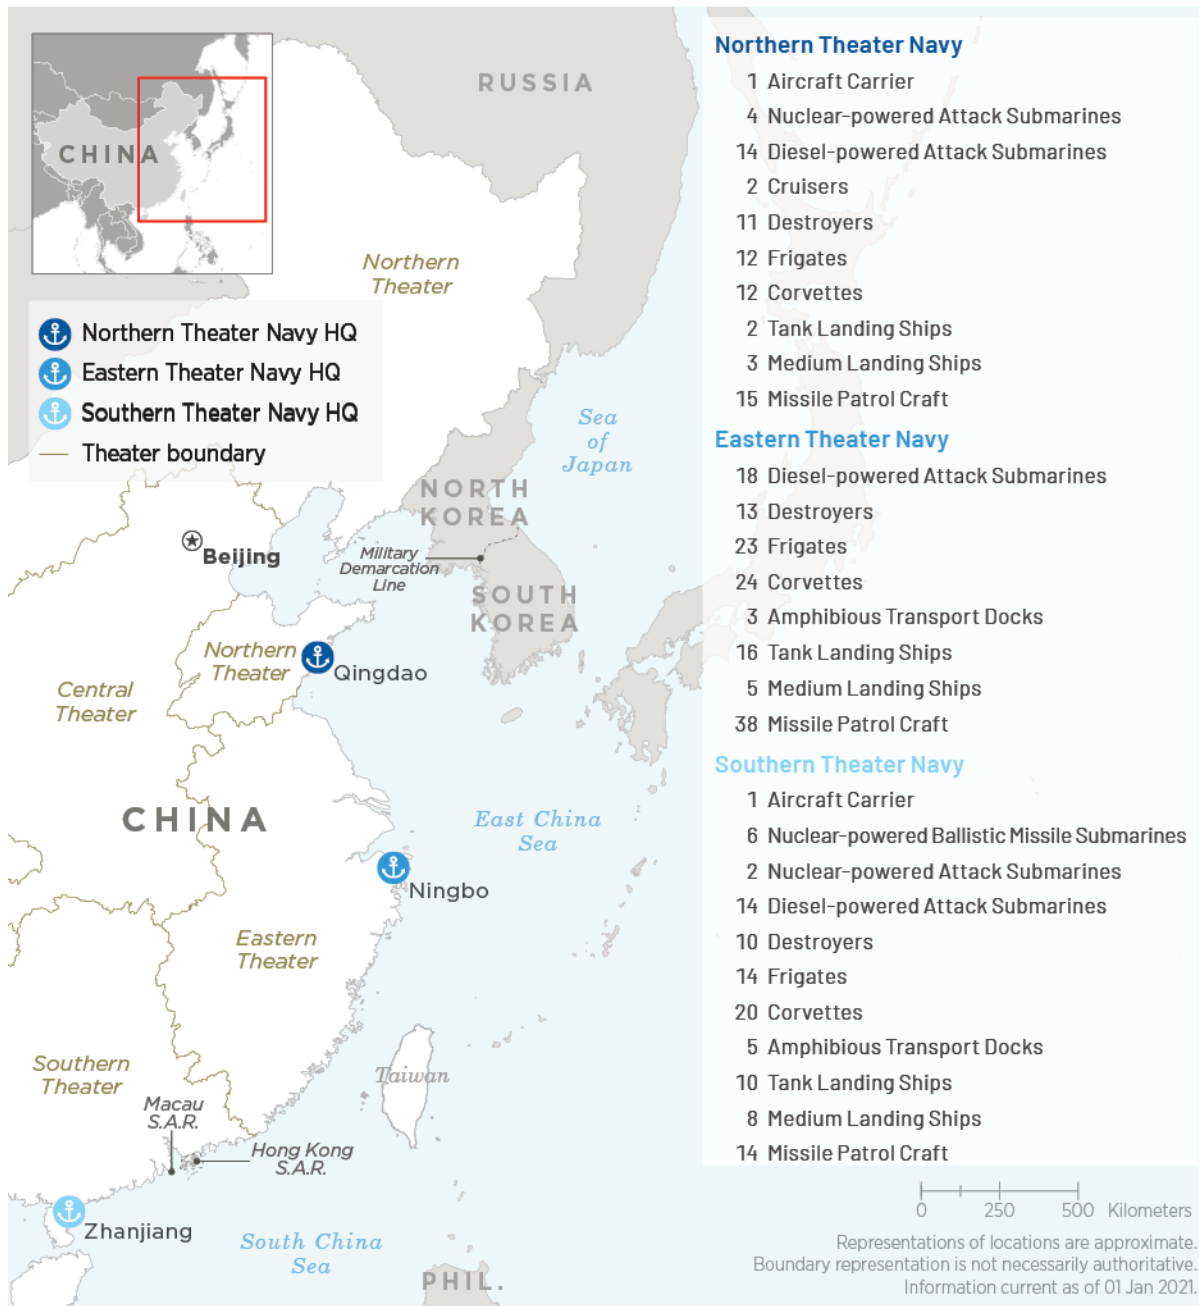 RUSSIA
CHINA
Northern
Theater
Northern Theater Navy HQ
Eastern Theater Navy HQ
Southern Theater Navy HQ
Theater boundary
Sea
of
Japan
NORTH
KOREA
Beijing
Military
Demarcation
Line
SOUTH
KOREA
Northern
Theater
Qingdao
Central
Theater
CHINA
East China
Sea
Ningbo
Eastern
Theater
Southern
Theater
Taiwan
Macau
S.A.R.
Hong Kong
S.A.R.
Zhanjiang
South China
Sea
PHIL.
Northern Theater Navy
1 Aircraft Carrier
4 Nuclear-powered Attack Submarines
14 Diesel-powered Attack Submarines
2 Cruisers
11 Destroyers
12 Frigates
12 Corvettes
2 Tank Landing Ships
3 Medium Landing Ships
15 Missile Patrol Craft
Eastern Theater Navy
18 Diesel-powered Attack Submarines
13 Destroyers
23 Frigates
24 Corvettes
3 Amphibious Transport Docks
16 Tank Landing Ships
5 Medium Landing Ships
38 Missile Patrol Craft
Southern Theater Navy
1 Aircraft Carrier
6 Nuclear-powered Ballistic Missile Submarines
2 Nuclear-powered Attack Submarines
14 Diesel-powered Attack Submarines
10 Destroyers
14 Frigates
20 Corvettes
5 Amphibious Transport Docks
10 Tank Landing Ships
8 Medium Landing Ships
14 Missile Patrol Craft
0 250 500 Kilometers
Representations of locations are approximate.
Boundary representation is not necessarily authoritative.
Information current as of 01 Jan 2021.